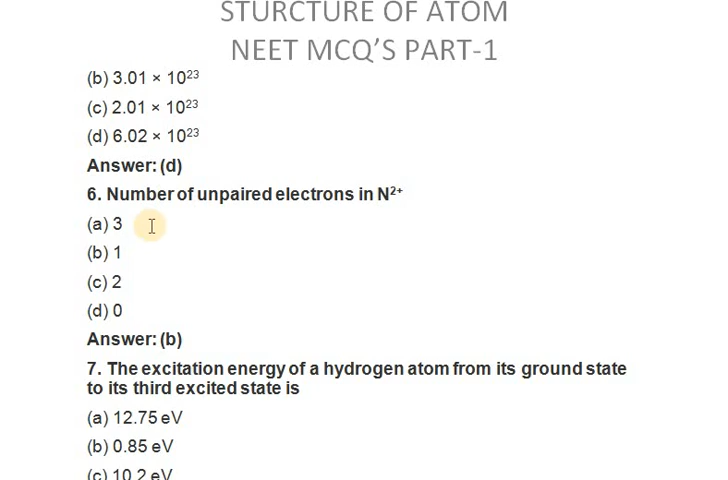 STURCTURE OF ATOM
NEET MCQ'S PART-1
(b) 3.01 × 10²³
(c) 2.01 × 10²³
(d) 6.02 × 10²³
Answer: (d)
6. Number of unpaired electrons in N²⁺
(a) 3
(b) 1
(c) 2
(d) 0
Answer: (b)
7. The excitation energy of a hydrogen atom from its ground state
to its third excited state is
(a) 12.75 eV
(b) 0.85 eV
(c) 10.2 eV